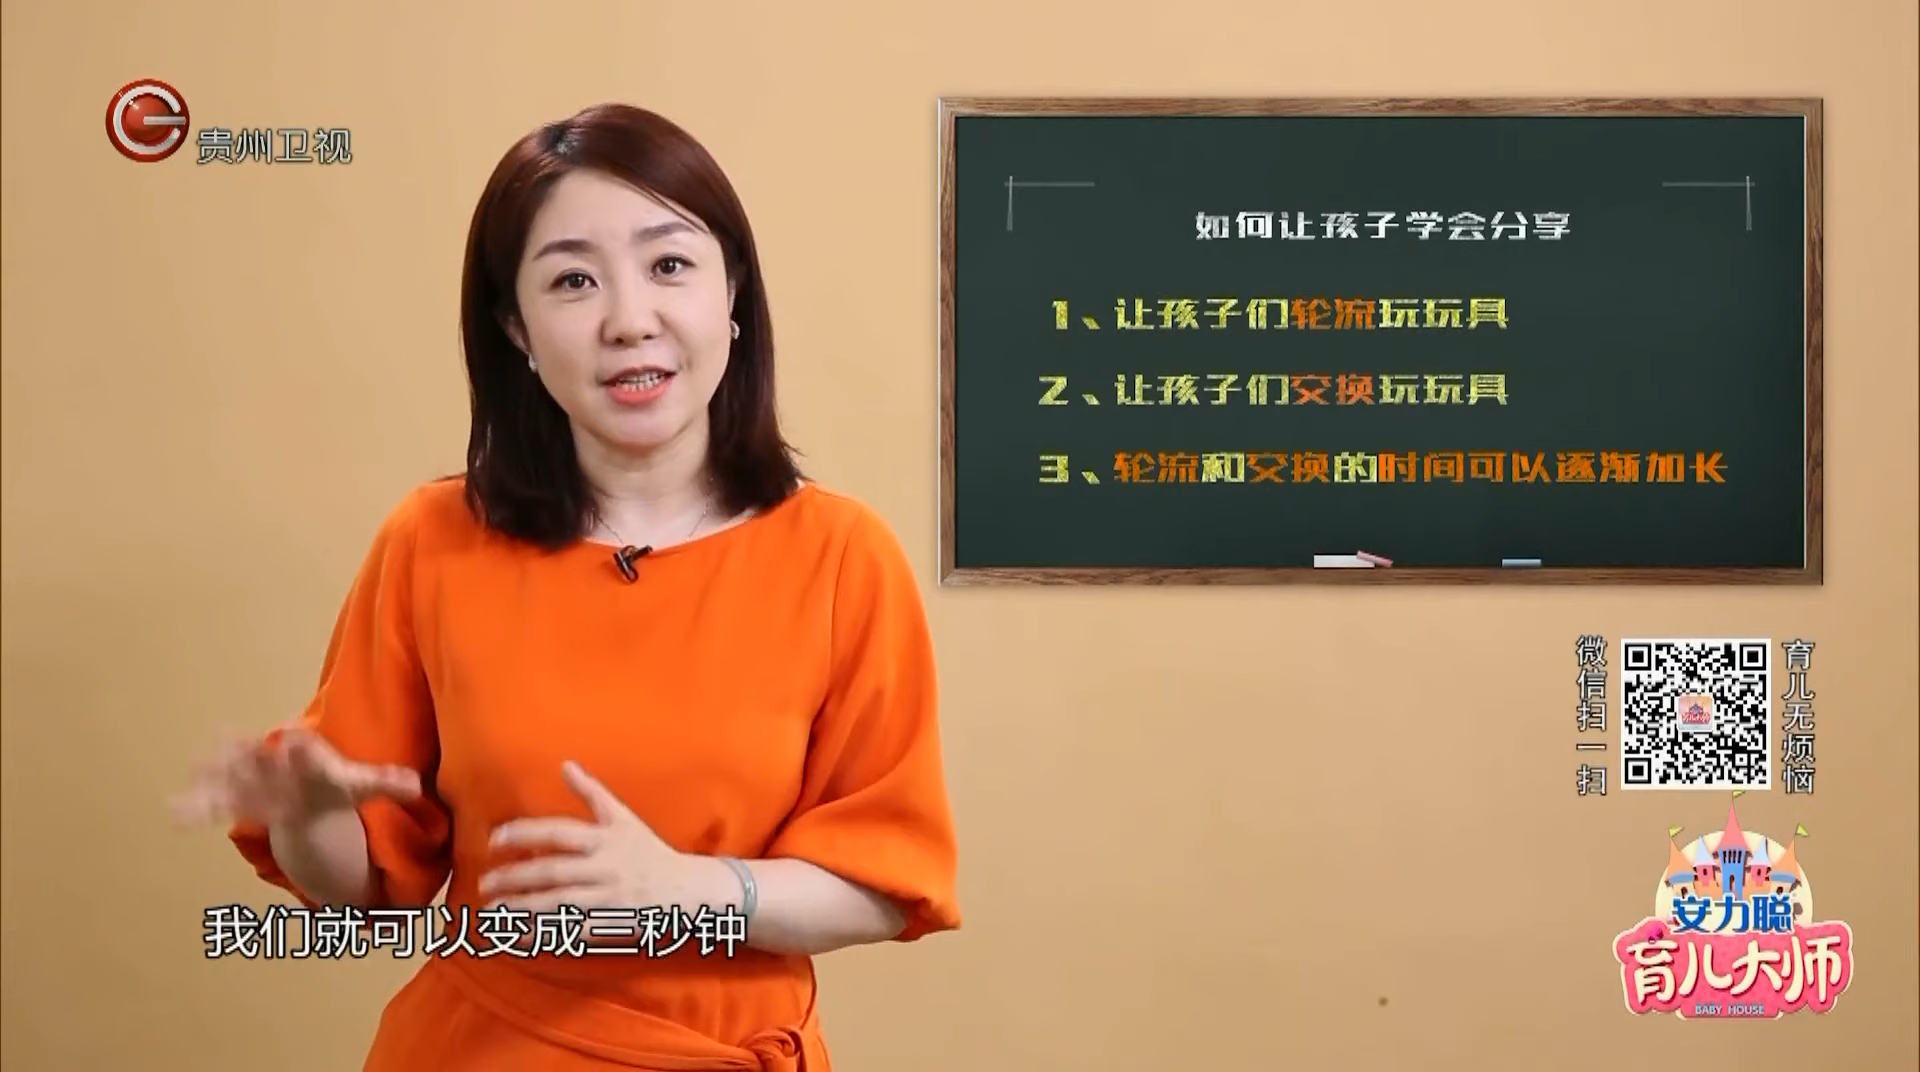 贵州卫视
如何让孩子学会分享
1、让孩子们轮流玩玩具
2、让孩子们交换玩玩具
3、轮流和交换的时间可以逐渐加长
微信扫一扫
育儿无烦恼
安力聪
育儿大师
BABY HOUSE
我们就可以变成三秒钟